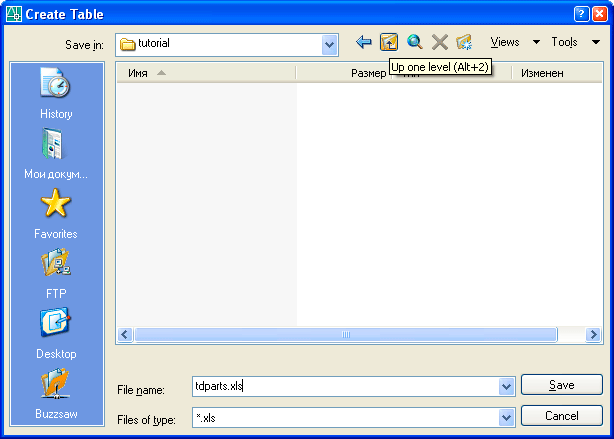 Create Table
Save in:
tutorial
Views
Tools
Имя
Размер
Изменен
Up one level (Alt+2)
History
Мои докум...
Favorites
FTP
Desktop
Buzzsaw
File name:
tdparts.xls
Save
Files of type:
*.xls
Cancel